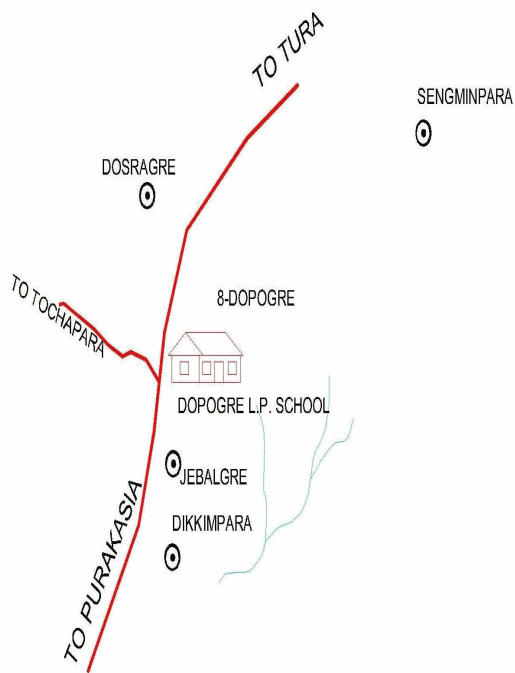 TO TURA
SENGMINPARA
DOSRAGRE
TO TOCHAPARA
8-DOPOGRE
DOPOGRE L.P. SCHOOL
JEBALGRE
DIKKIMPARA
TO PURAKASIA